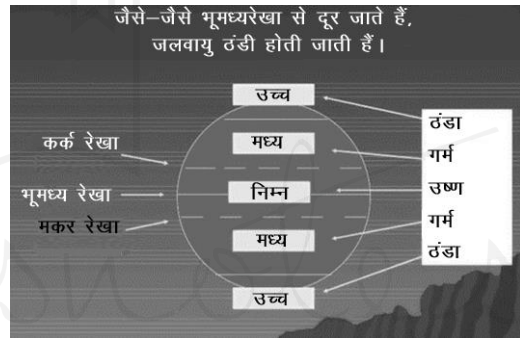 जैसे–जैसे भूमध्यरेखा से दूर जाते हैं,
जलवायु ठंडी होती जाती हैं।
उच्च
ठंडा
कर्क रेखा
मध्य
गर्म
भूमध्य रेखा
निम्न
उष्ण
मकर रेखा
मध्य
गर्म
ठंडा
उच्च